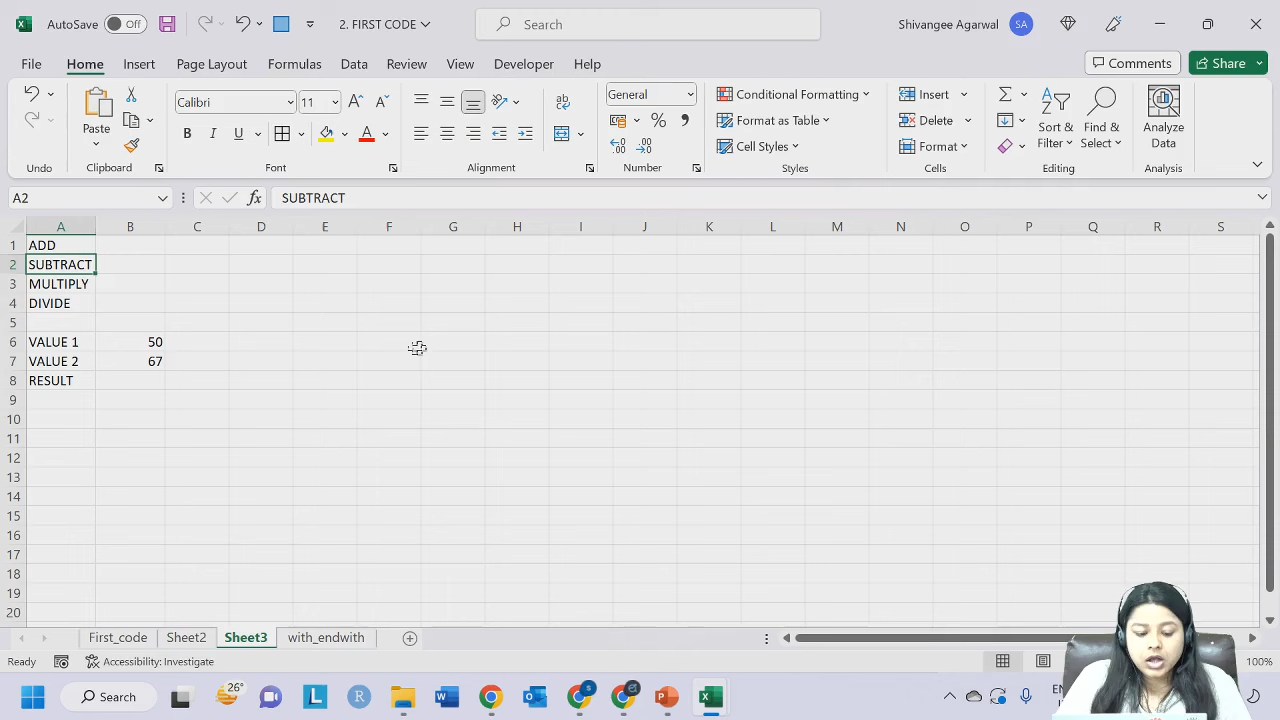 AutoSave Off 2. FIRST CODE Search Shivangee Agarwal SA
File Home Insert Page Layout Formulas Data Review View Developer Help Comments Share
Calibri 11 General Conditional Formatting Insert
Paste Format as Table Delete Sort & Filter Find & Select Analyze Data
B I U A % Cell Styles Format
Undo Clipboard Font Alignment Number Styles Cells Editing Analysis
A2 fx SUBTRACT
A B C D E F G H I J K L M N O P Q R S
1 ADD
2 SUBTRACT
3 MULTIPLY
4 DIVIDE
5
6 VALUE 1 50
7 VALUE 2 67
8 RESULT
9
10
11
12
13
14
15
16
17
18
19
20
First_code Sheet2 Sheet3 with_endwith
Ready Accessibility: Investigate 100%
26° Search